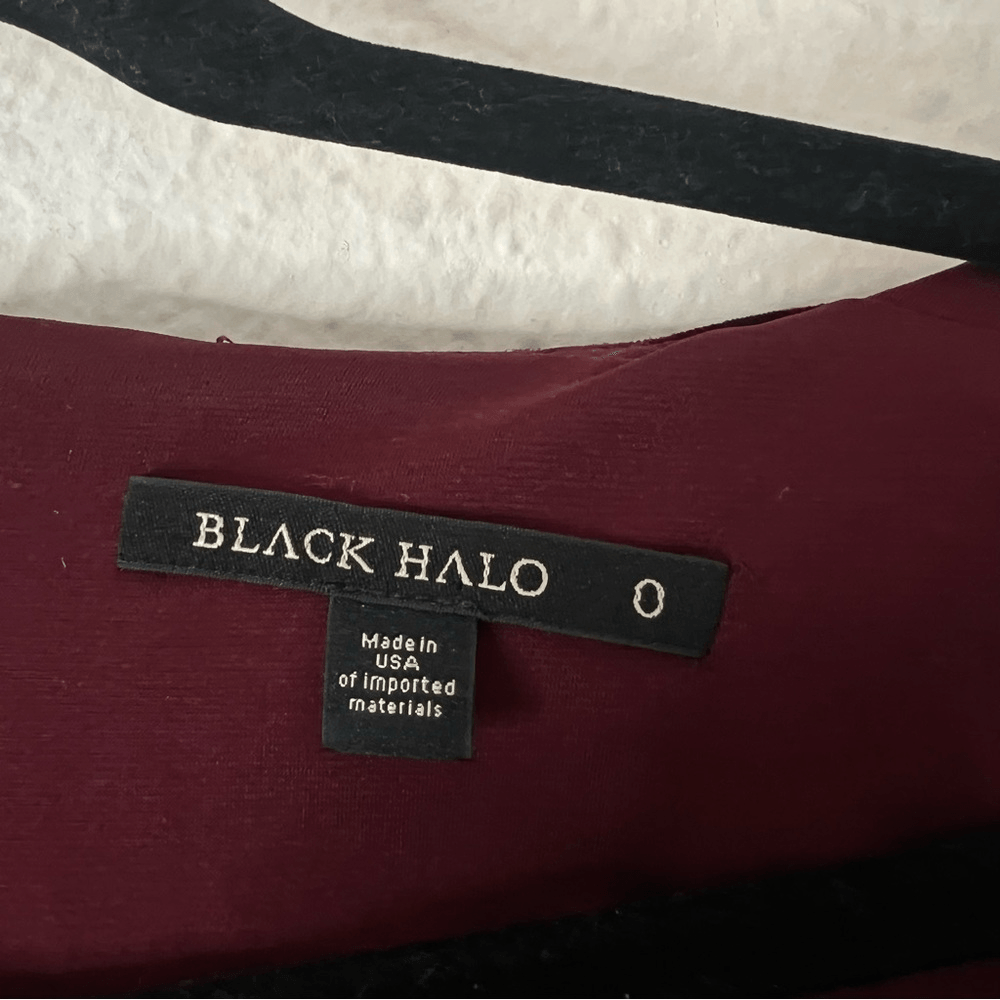 BLACK HALO 0
Made in
USA
of imported
materials